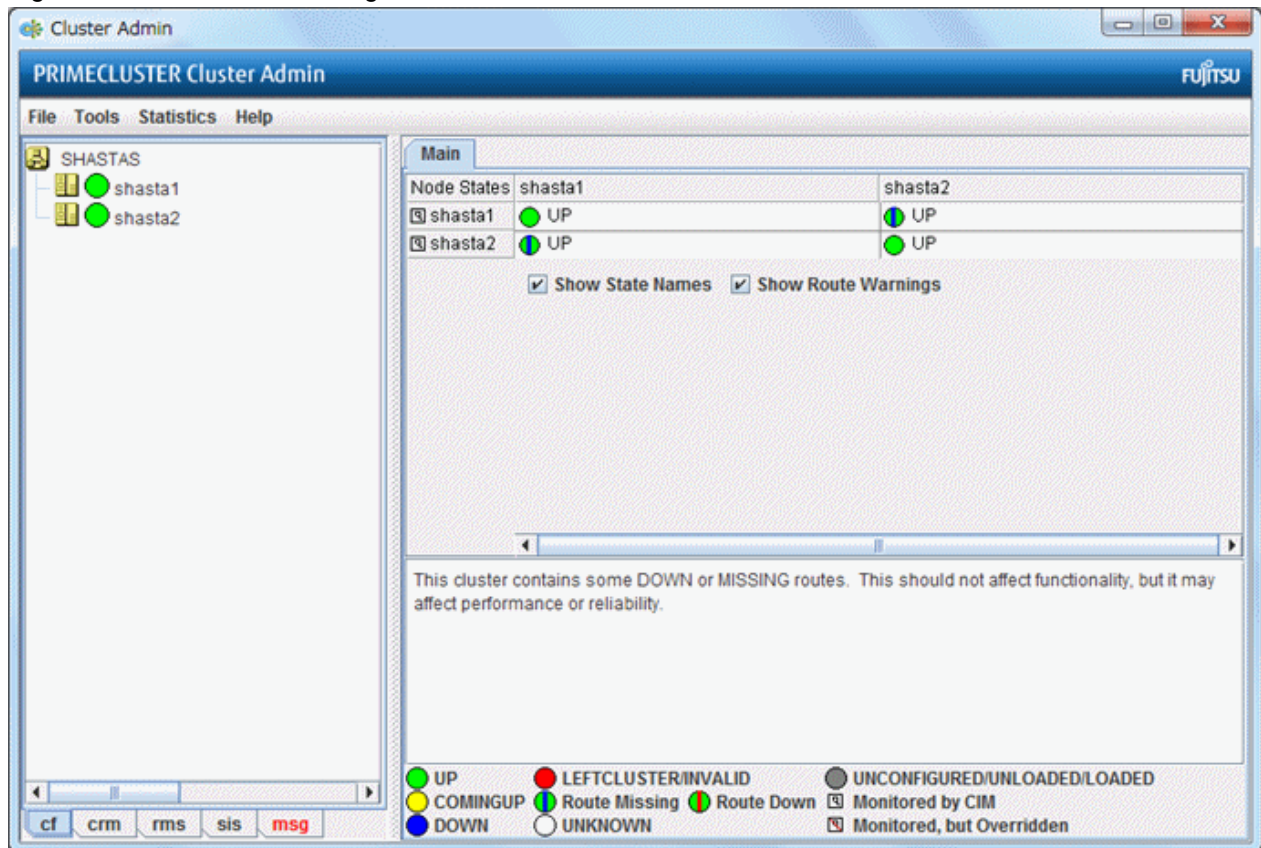 Cluster Admin
PRIMECLUSTER Cluster Admin
FUJITSU
File Tools Statistics Help
SHASTAS
shasta1
shasta2
Main
Node States shasta1 shasta2
shasta1 UP UP
shasta2 UP UP
Show State Names Show Route Warnings
This cluster contains some DOWN or MISSING routes. This should not affect functionality, but it may
affect performance or reliability.
UP LEFTCLUSTER/INVALID UNCONFIGURED/UNLOADED/LOADED
COMINGUP Route Missing Route Down Monitored by CIM
DOWN UNKNOWN Monitored, but Overridden
cf crm rms sis msg